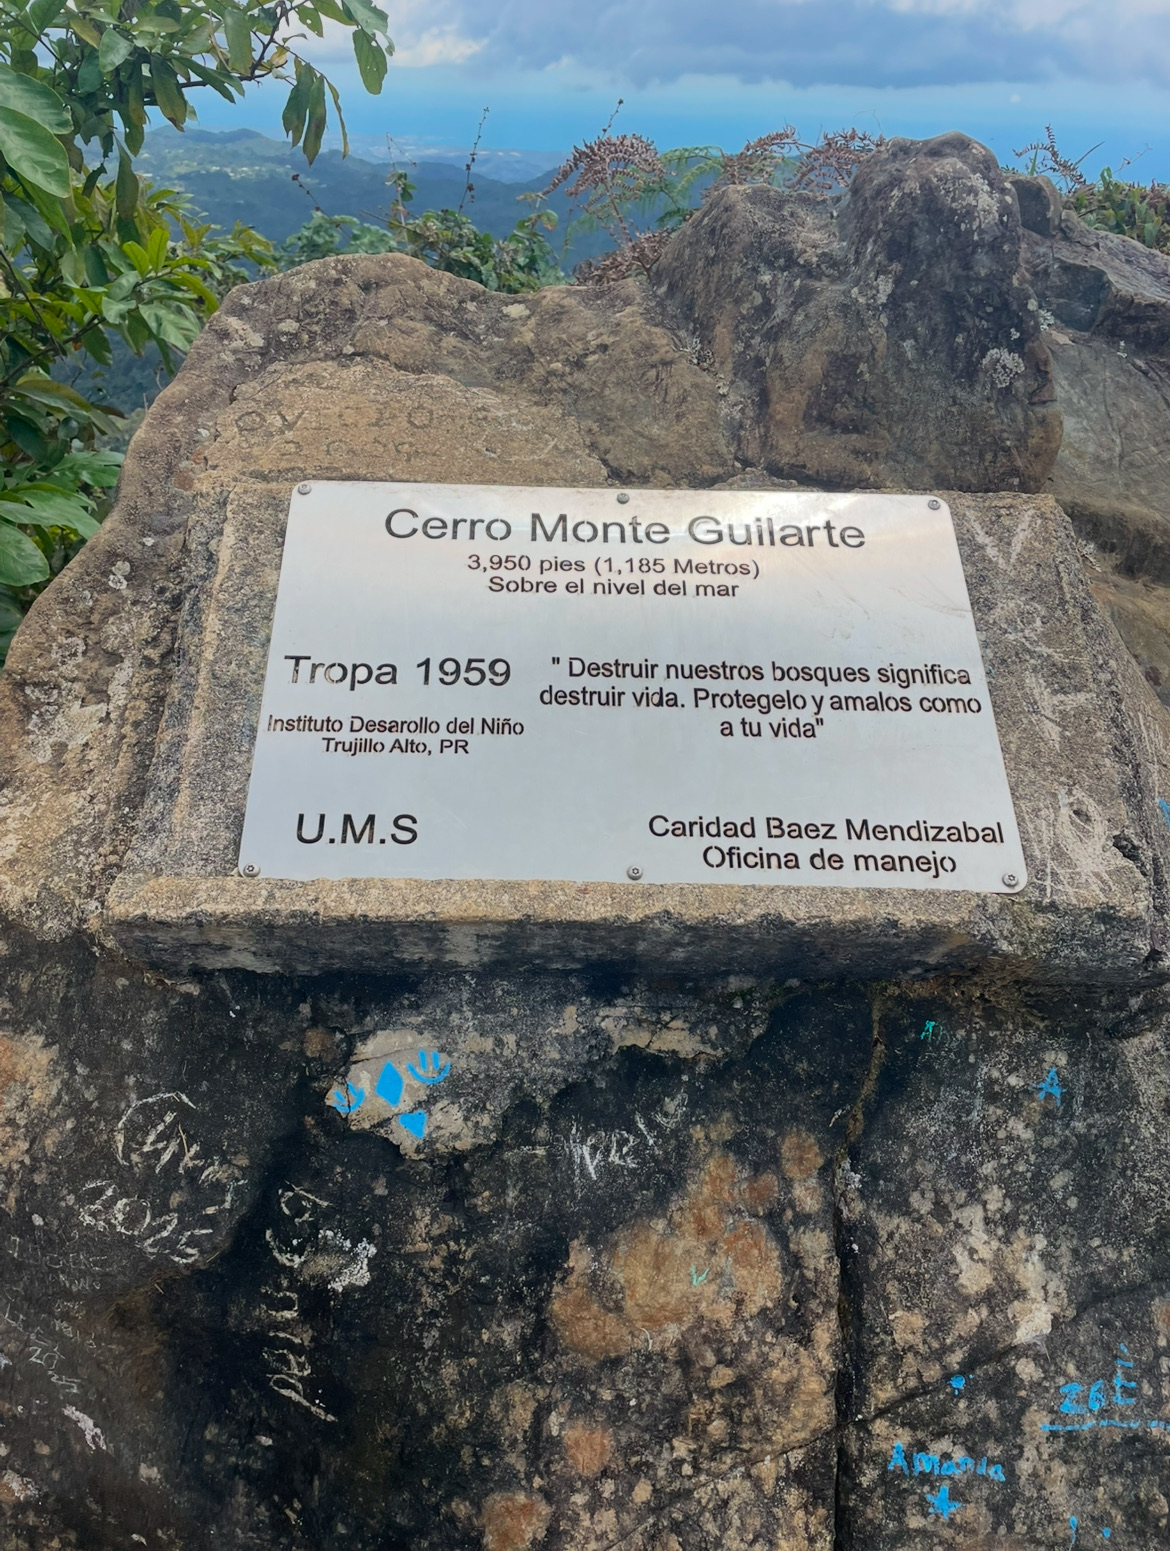 Cerro Monte Guilarte
3,950 pies (1,185 Metros)
Sobre el nivel del mar
Tropa 1959
Instituto Desarollo del Niño
Trujillo Alto, PR
" Destruir nuestros bosques significa
destruir vida. Protegelo y amalos como
a tu vida"
U.M.S
Caridad Baez Mendizabal
Oficina de manejo
A
Amanda